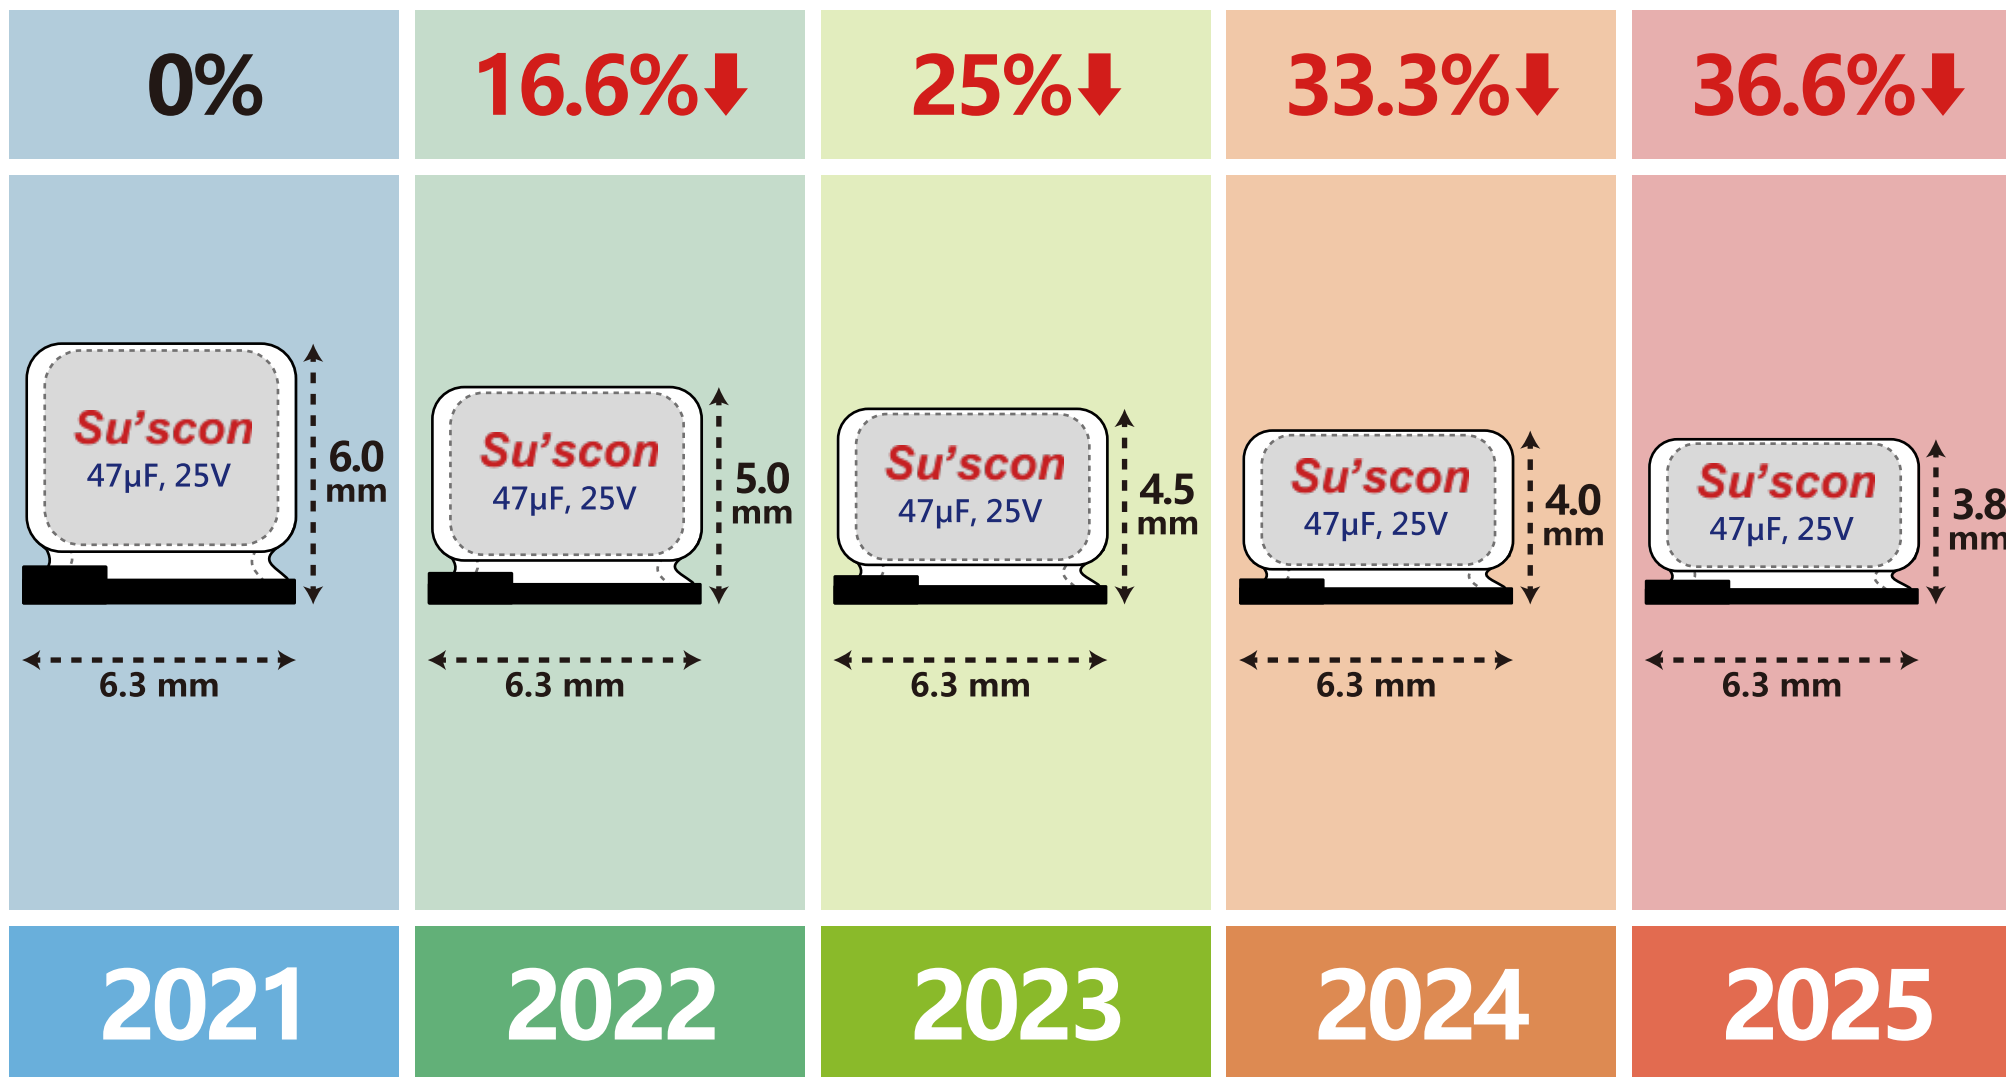 0%
16.6%
25%
33.3%
36.6%
Su'scon
47µF, 25V
6.0
mm
6.3 mm
Su'scon
47µF, 25V
5.0
mm
6.3 mm
Su'scon
47µF, 25V
4.5
mm
6.3 mm
Su'scon
47µF, 25V
4.0
mm
6.3 mm
Su'scon
47µF, 25V
3.8
mm
6.3 mm
2021
2022
2023
2024
2025